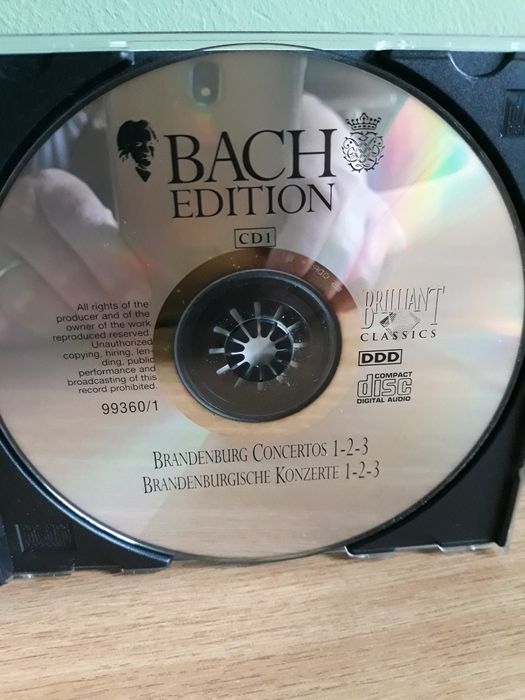 BACH
EDITION
CD1
All rights of the
producer and of the
owner of the work
reproduced reserved.
Unauthorized
copying, hiring, len-
ding, public
performance and
broadcasting of this
record prohibited.
99360/1
BRILLIANT
CLASSICS
DDD
COMPACT
disc
DIGITAL AUDIO
BRANDENBURG CONCERTOS 1-2-3
BRANDENBURGISCHE KONZERTE 1-2-3